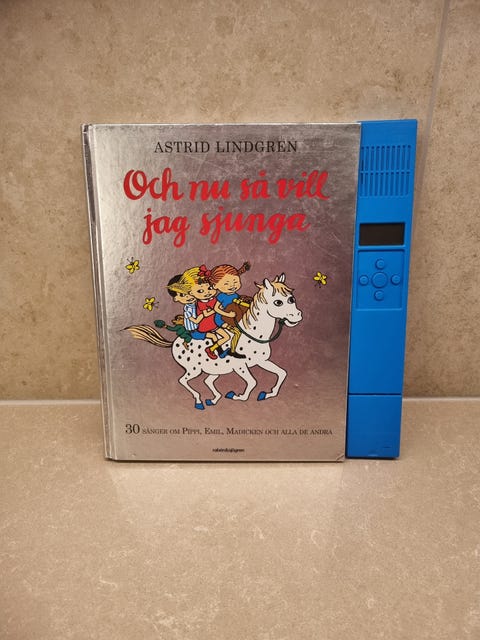 ASTRID LINDGREN
Och nu så vill
jag sjunga
30 SÅNGER OM PIPPI, EMIL, MADICKEN OCH ALLA DE ANDRA
rabén&sjögren